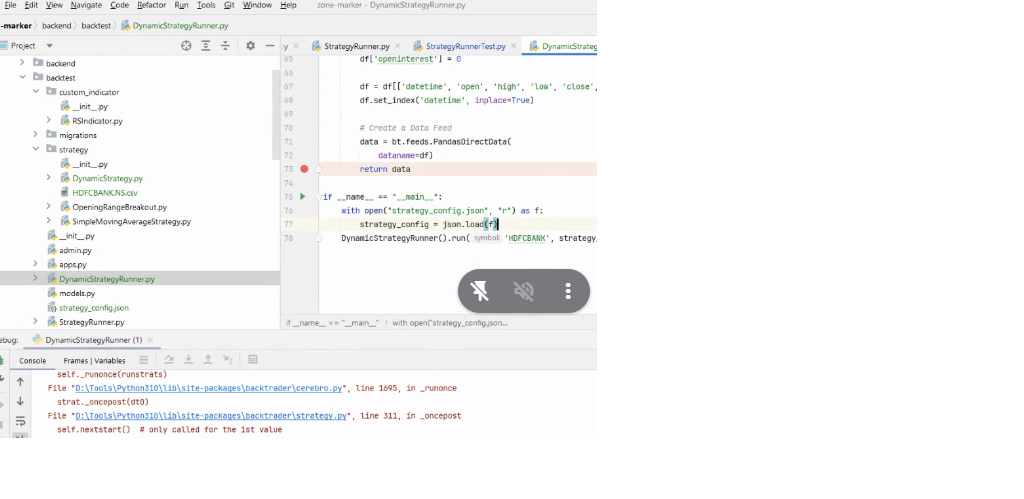 File Edit View Navigate Code Refactor Run Tools Git Window Help zone-marker - DynamicStrategyRunner.py
-marker backend backtest DynamicStrategyRunner.py
Project
StrategyRunner.py StrategyRunnerTest.py DynamicStrateg
backend
backtest
custom_indicator
__init__.py
RSIndicator.py
migrations
strategy
__init__.py
DynamicStrategy.py
HDFCBANK.NS.csv
OpeningRangeBreakout.py
SimpleMovingAverageStrategy.py
__init__.py
admin.py
apps.py
DynamicStrategyRunner.py
models.py
strategy_config.json
StrategyRunner.py
65 df['openinterest'] = 0
66
67 df = df[['datetime', 'open', 'high', 'low', 'close',
68 df.set_index('datetime', inplace=True)
69
70 # Create a Data Feed
71 data = bt.feeds.PandasDirectData(
72 dataname=df)
73 return data
74
75 if __name__ == "__main__":
76 with open("strategy_config.json", "r") as f:
77 strategy_config = json.load(f)
78 DynamicStrategyRunner().run( symbol: 'HDFCBANK', strategy_
if __name__ == "__main__" with open("strategy_config.json...
ebug: DynamicStrategyRunner (1)
Console Frames | Variables
self._runonce(runstrats)
File "D:\Tools\Python310\lib\site-packages\backtrader\cerebro.py", line 1695, in _runonce
strat._oncepost(dt0)
File "D:\Tools\Python310\lib\site-packages\backtrader\strategy.py", line 311, in _oncepost
self.nextstart() # only called for the 1st value